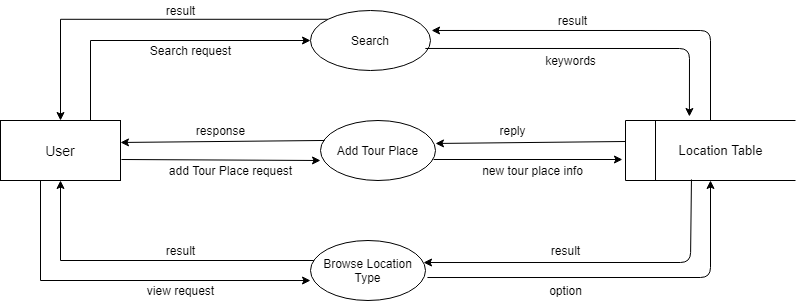 result
result
Search
Search request
keywords
response
reply
User
Add Tour Place
Location Table
add Tour Place request
new tour place info
result
result
Browse Location
Type
view request
option